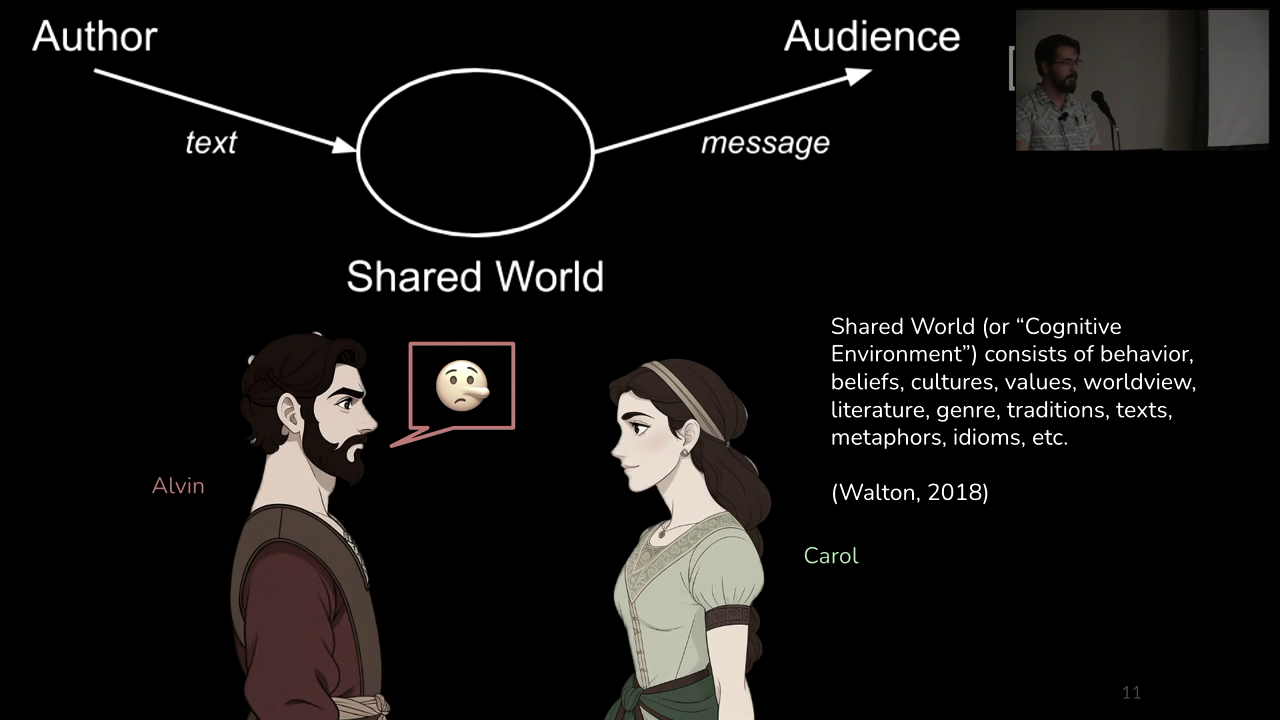 Author
Audience
text
message
Shared World
Shared World (or “Cognitive
Environment”) consists of behavior,
beliefs, cultures, values, worldview,
literature, genre, traditions, texts,
metaphors, idioms, etc.
(Walton, 2018)
Alvin
Carol
11